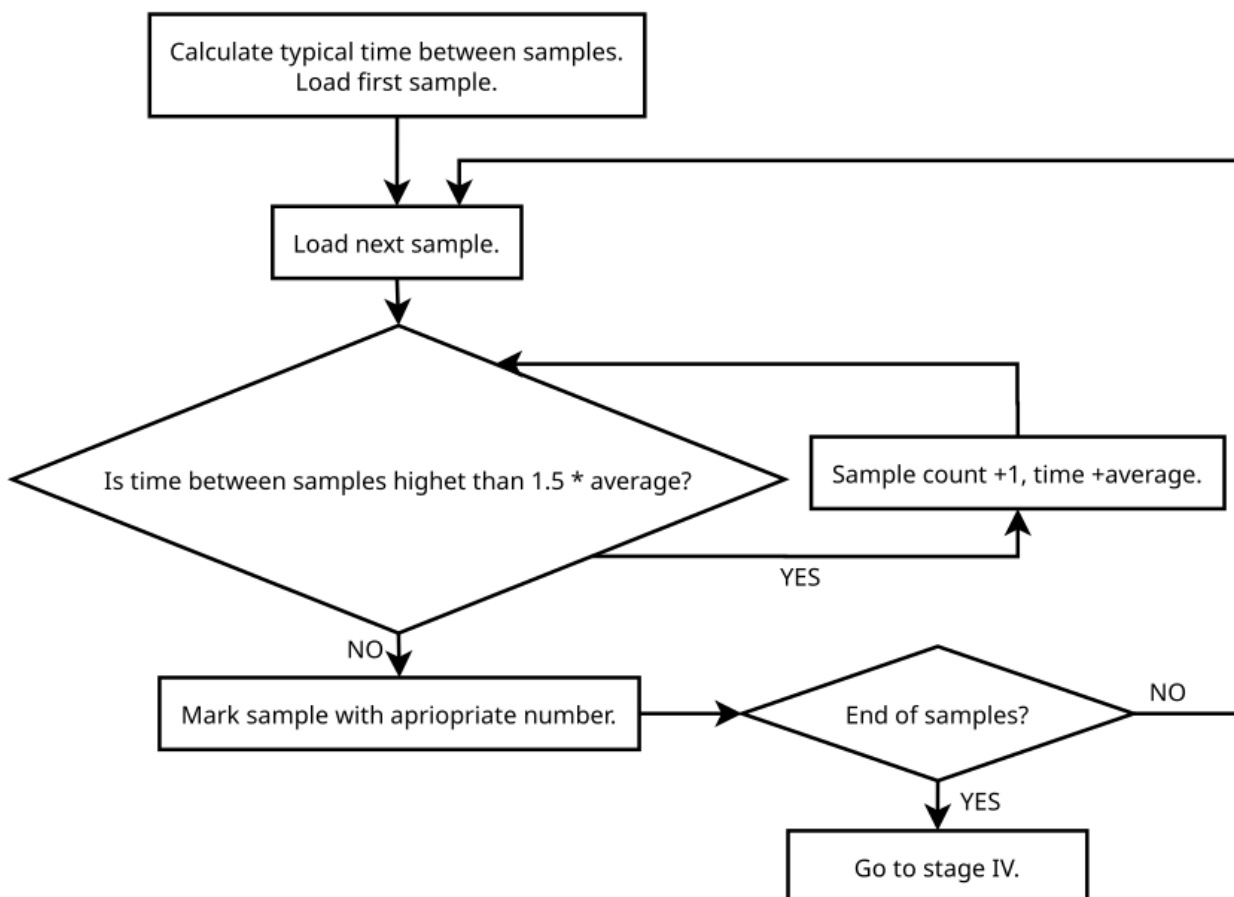 Calculate typical time between samples.
Load first sample.
Load next sample.
Is time between samples highet than 1.5 * average?
Sample count +1, time +average.
YES
NO
Mark sample with apriopriate number.
End of samples?
NO
YES
Go to stage IV.